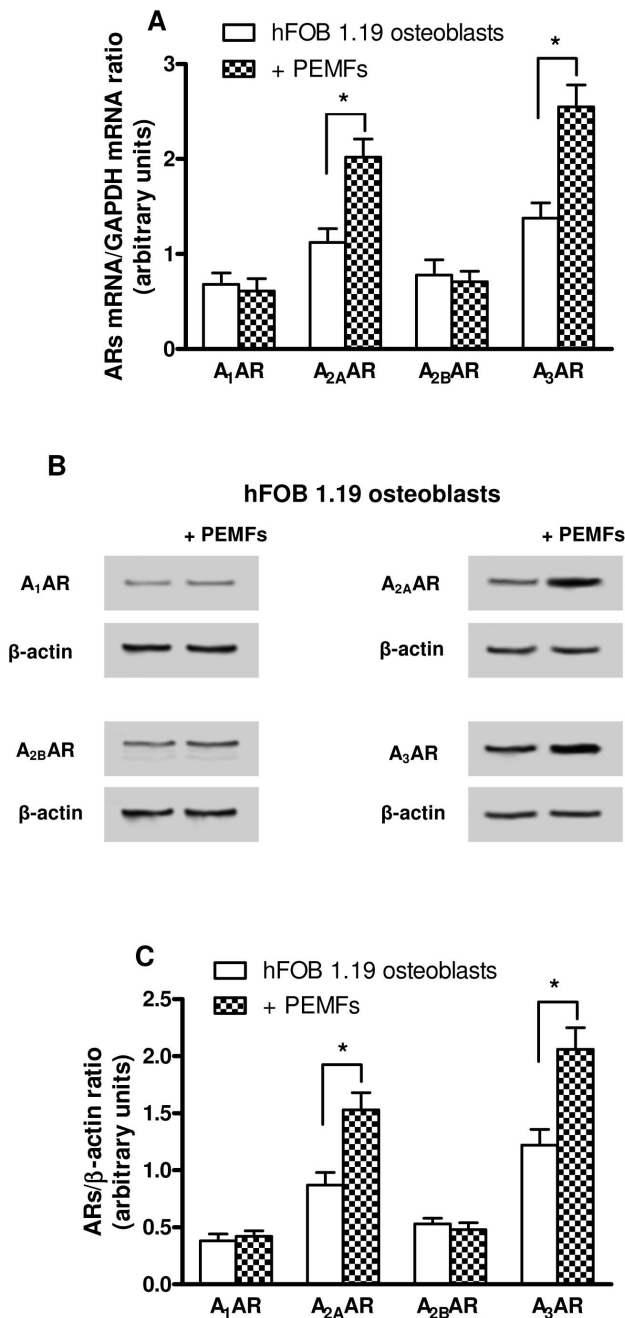 A
hFOB 1.19 osteoblasts
+ PEMFs
ARs mRNA/GAPDH mRNA ratio
(arbitrary units)
3
2
1
0
*
*
A₁AR
A₂ₐAR
A₂BAR
A₃AR
B
hFOB 1.19 osteoblasts
+ PEMFs
+ PEMFs
A₁AR
β-actin
A₂ₐAR
β-actin
A₂BAR
β-actin
A₃AR
β-actin
C
hFOB 1.19 osteoblasts
+ PEMFs
ARs/β-actin ratio
(arbitrary units)
2.5
2.0
1.5
1.0
0.5
0.0
*
*
A₁AR
A₂ₐAR
A₂BAR
A₃AR